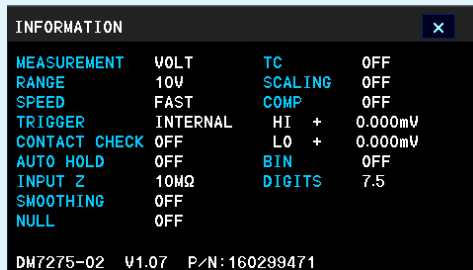 INFORMATION ×
MEASUREMENT VOLT TC OFF
RANGE 10V SCALING OFF
SPEED FAST COMP OFF
TRIGGER INTERNAL HI + 0.000mV
CONTACT CHECK OFF LO + 0.000mV
AUTO HOLD OFF BIN OFF
INPUT Z 10MΩ DIGITS 7.5
SMOOTHING OFF
NULL OFF
DM7275-02 V1.07 P/N:160299471